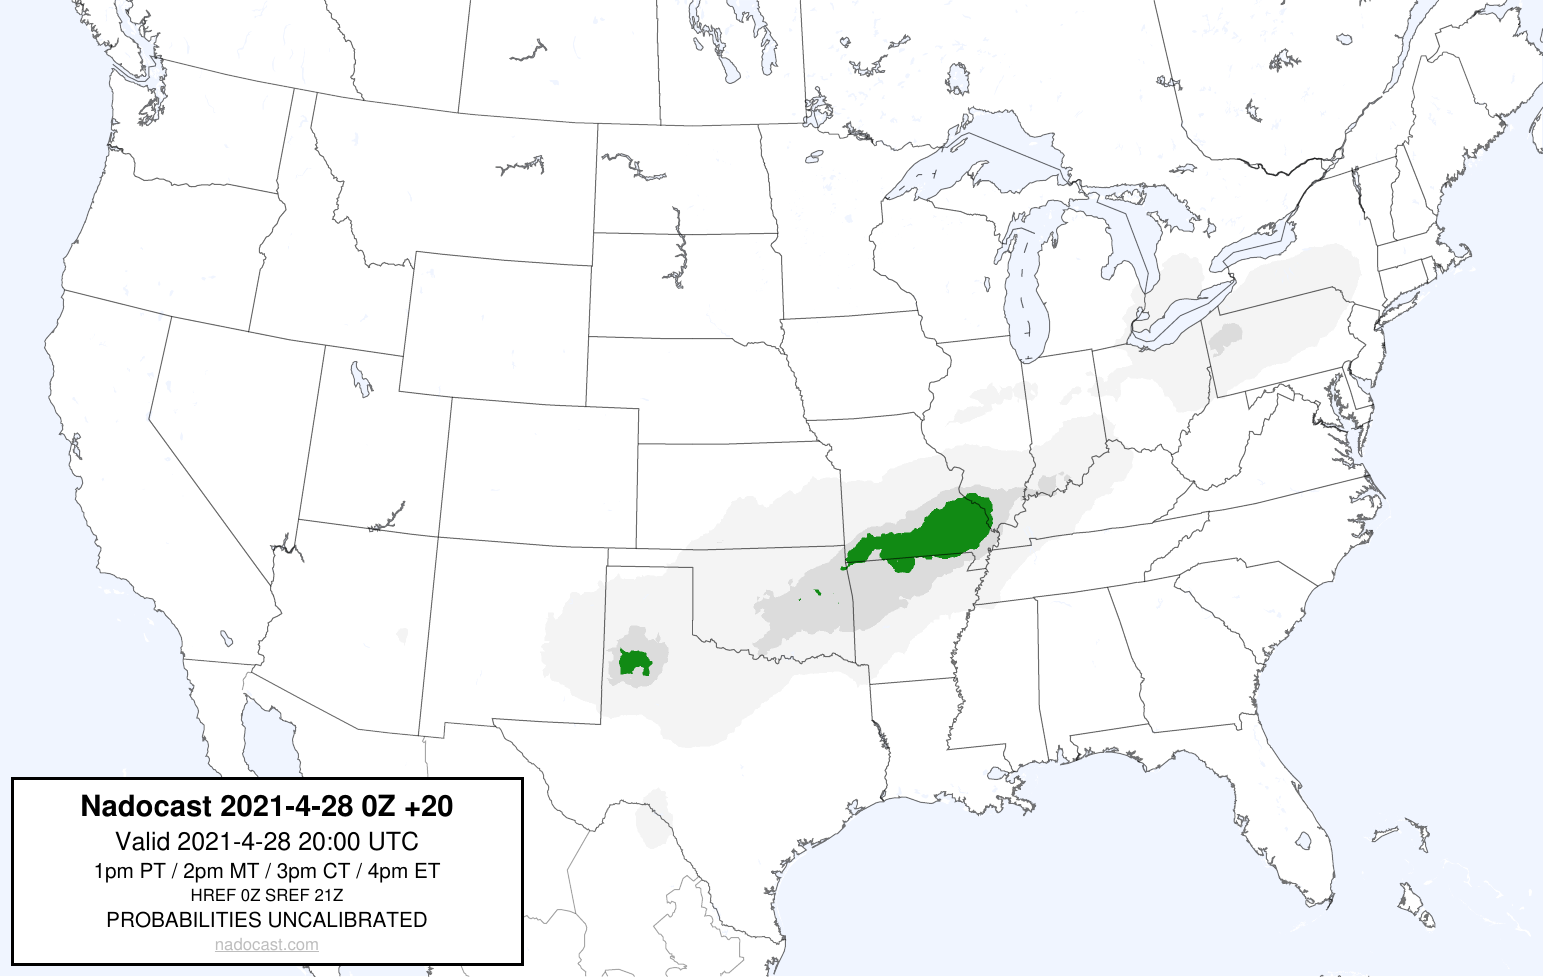 Nadocast 2021-4-28 0Z +20
Valid 2021-4-28 20:00 UTC
1pm PT / 2pm MT / 3pm CT / 4pm ET
HREF 0Z SREF 21Z
PROBABILITIES UNCALIBRATED
nadocast.com